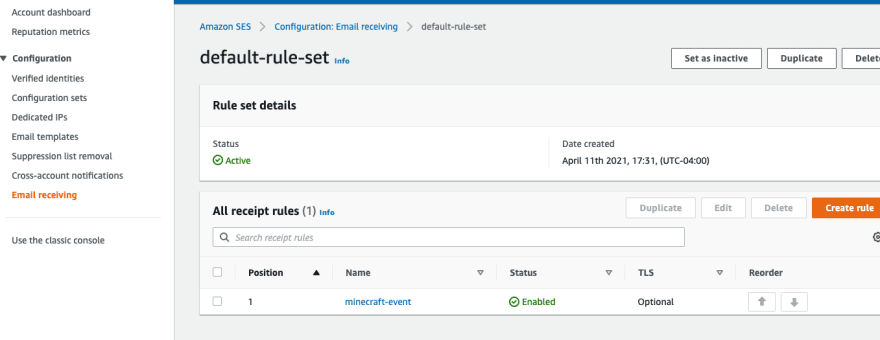 Account dashboard
Reputation metrics
Configuration
Verified identities
Configuration sets
Dedicated IPs
Email templates
Suppression list removal
Cross-account notifications
Email receiving
Use the classic console
Amazon SES > Configuration: Email receiving > default-rule-set
default-rule-set Info
Set as inactive Duplicate Delete
Rule set details
Status Date created
Active April 11th 2021, 17:31, (UTC-04:00)
All receipt rules (1) Info Duplicate Edit Delete Create rule
Search receipt rules
Position Name Status TLS Reorder
1 minecraft-event Enabled Optional